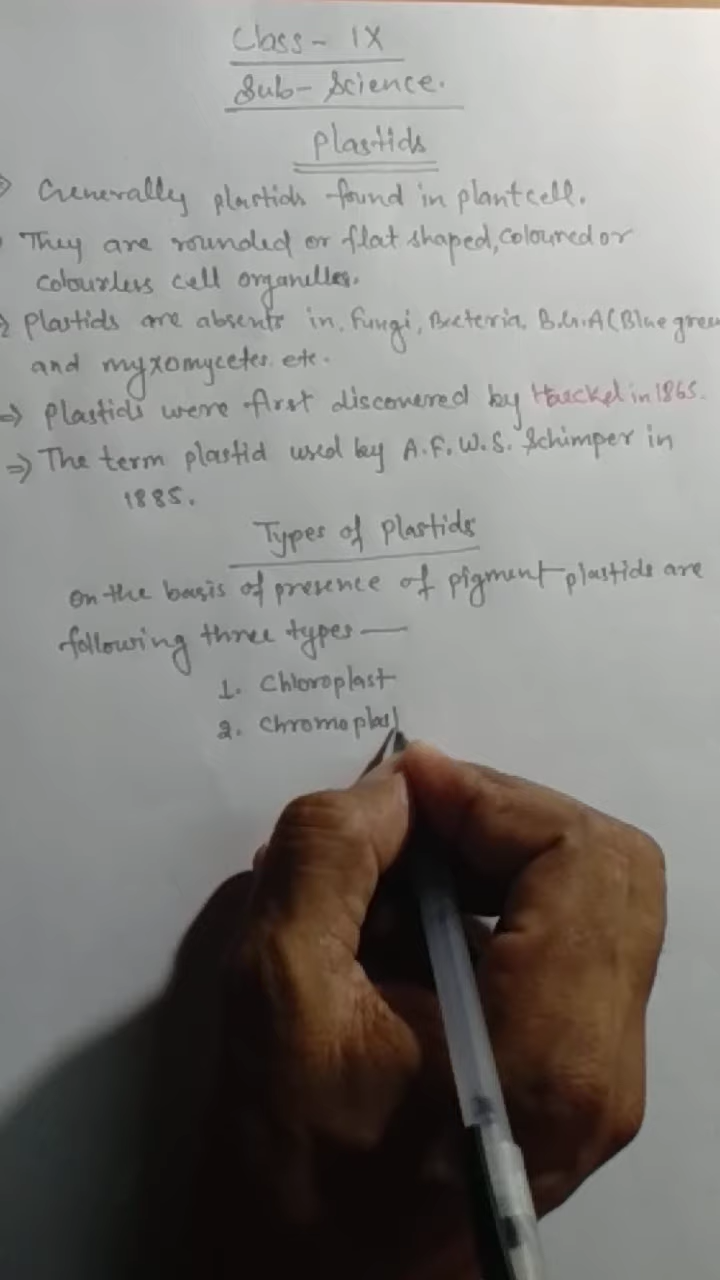 Class - IX
Sub - Science.
Plastids
Generally plastids found in plant cell.
They are rounded or flat shaped, coloured or
colourless cell organelles.
Plastids are absents in, Fungi, Bacteria, B.G.A (Blue green
and myxomycetes. etc.
⇒ Plastids were first discovered by Haeckel in 1865.
⇒ The term plastid used by A.F.W.S. Schimper in
1885.
Types of Plastids
On the basis of presence of pigment plastids are
following three types —
1. Chloroplast
2. Chromoplast